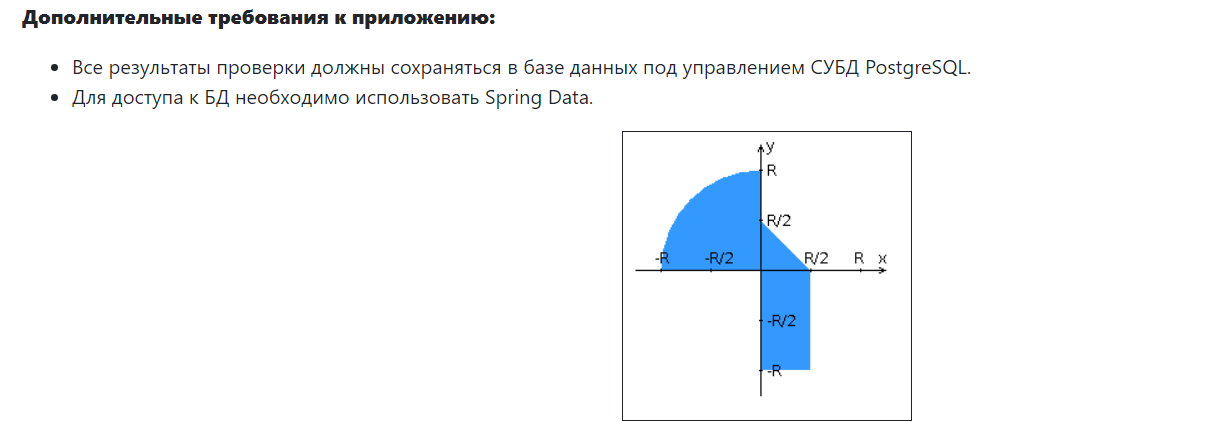 Дополнительные требования к приложению:
Все результаты проверки должны сохраняться в базе данных под управлением СУБД PostgreSQL.
Для доступа к БД необходимо использовать Spring Data.
y
R
R/2
-R -R/2 R/2 R x
-R/2
-R